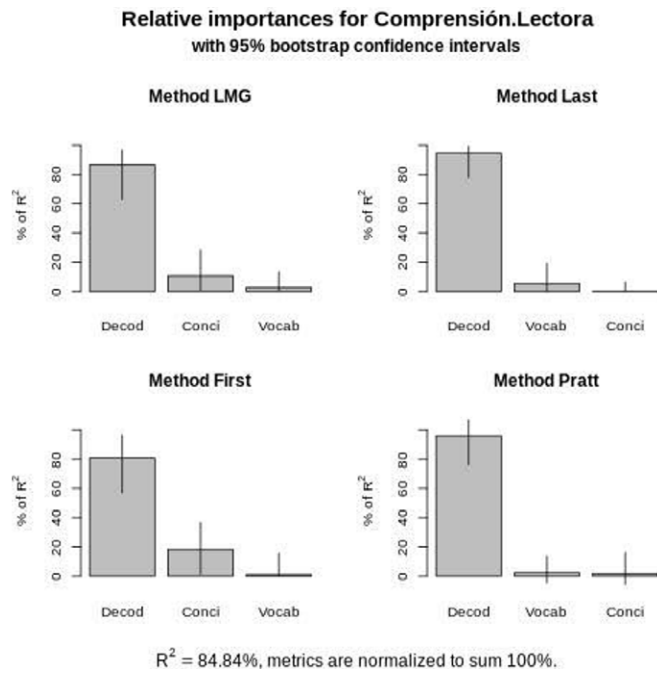 Relative importances for Comprensión.Lectora
with 95% bootstrap confidence intervals
Method LMG
% of R²
0
20
40
60
80
Decod Conci Vocab
Method Last
% of R²
0
20
40
60
80
Decod Vocab Conci
Method First
% of R²
0
20
40
60
80
Decod Conci Vocab
Method Pratt
% of R²
0
20
40
60
80
Decod Vocab Conci
R² = 84.84%, metrics are normalized to sum 100%.